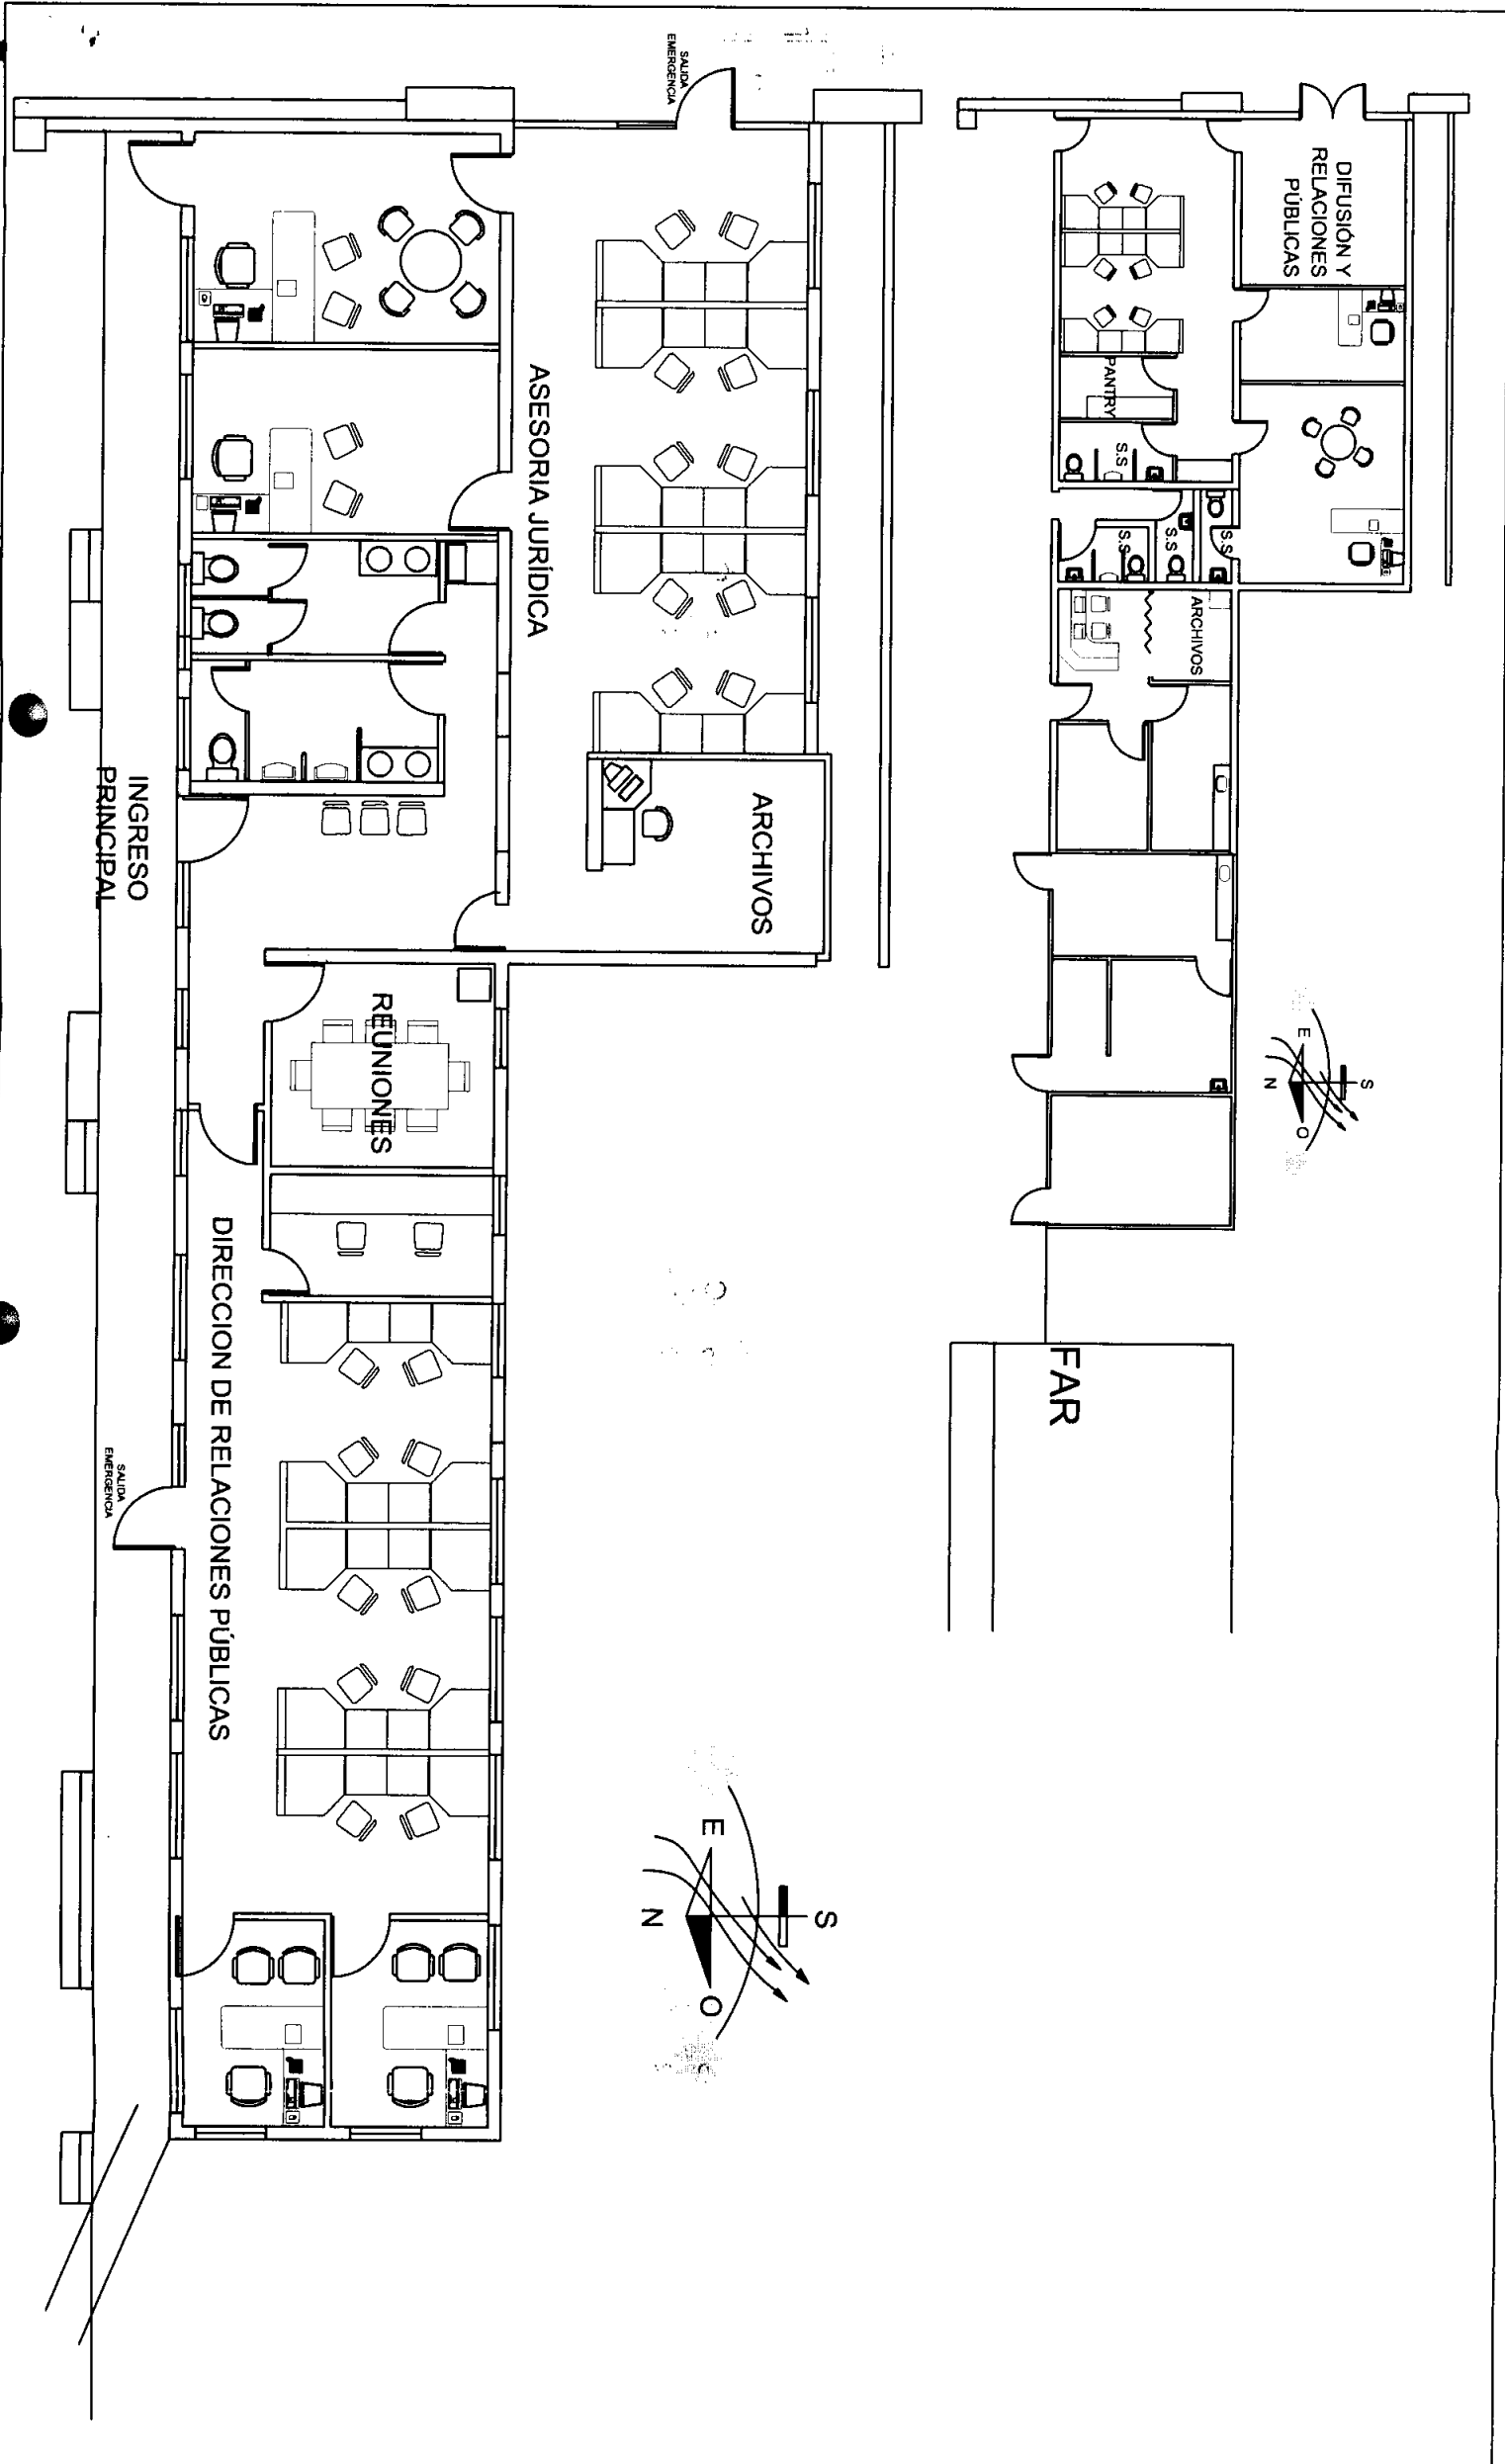 DIFUSIÓN Y
RELACIONES
PÚBLICAS
PANTRY
S.S
S.S
S.S
S.S
ARCHIVOS
S
E
O
N
FAR
SALIDA
EMERGENCIA
ASESORIA JURÍDICA
ARCHIVOS
REUNIONES
INGRESO
PRINCIPAL
DIRECCION DE RELACIONES PÚBLICAS
SALIDA
EMERGENCIA
S
E
O
N